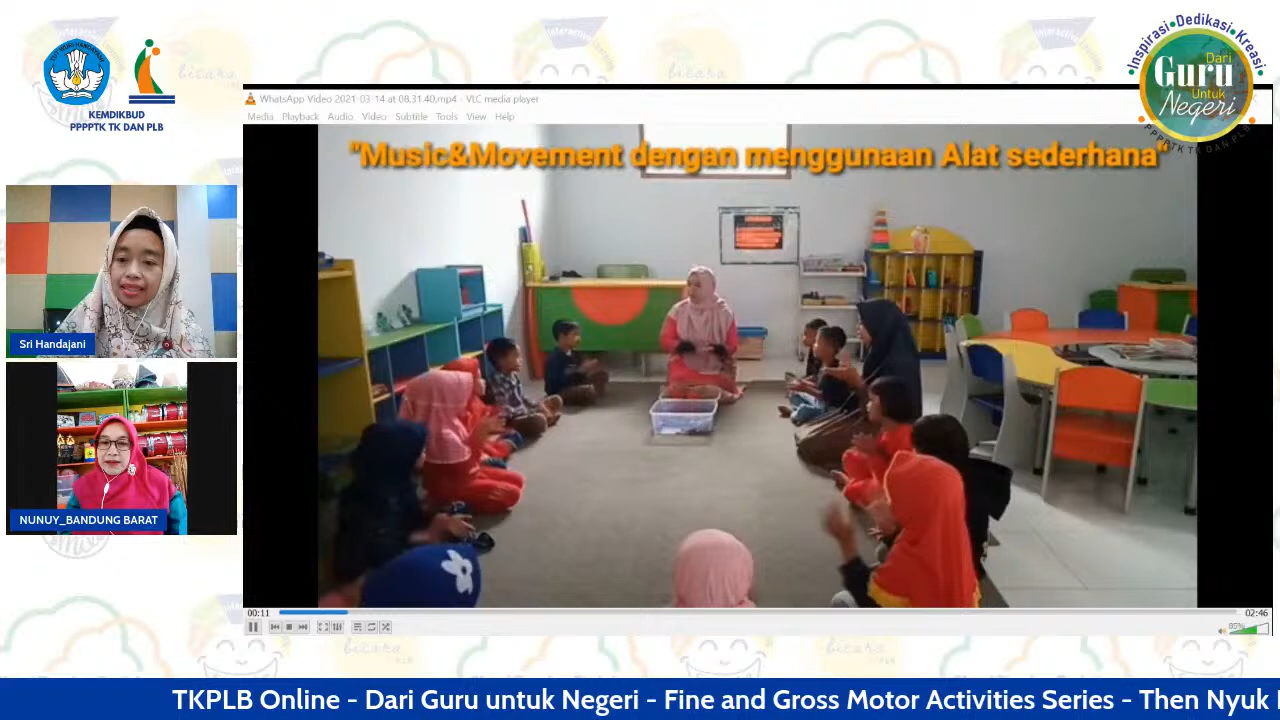 KEMDIKBUD
PPPPTK TK DAN PLB
Inspirasi•Dedikasi•Kreasi
Dari
Guru
Untuk
Negeri
PPPPTK TK DAN PLB
WhatsApp Video 2021-03-14 at 08.31.40.mp4 - VLC media player
Media Playback Audio Video Subtitle Tools View Help
"Music&Movement dengan menggunaan Alat sederhana"
Sri Handajani
NUNUY_BANDUNG BARAT
00:11
02:46
85%
bicara
bicara
TKPLB Online - Dari Guru untuk Negeri - Fine and Gross Motor Activities Series - Then Nyuk